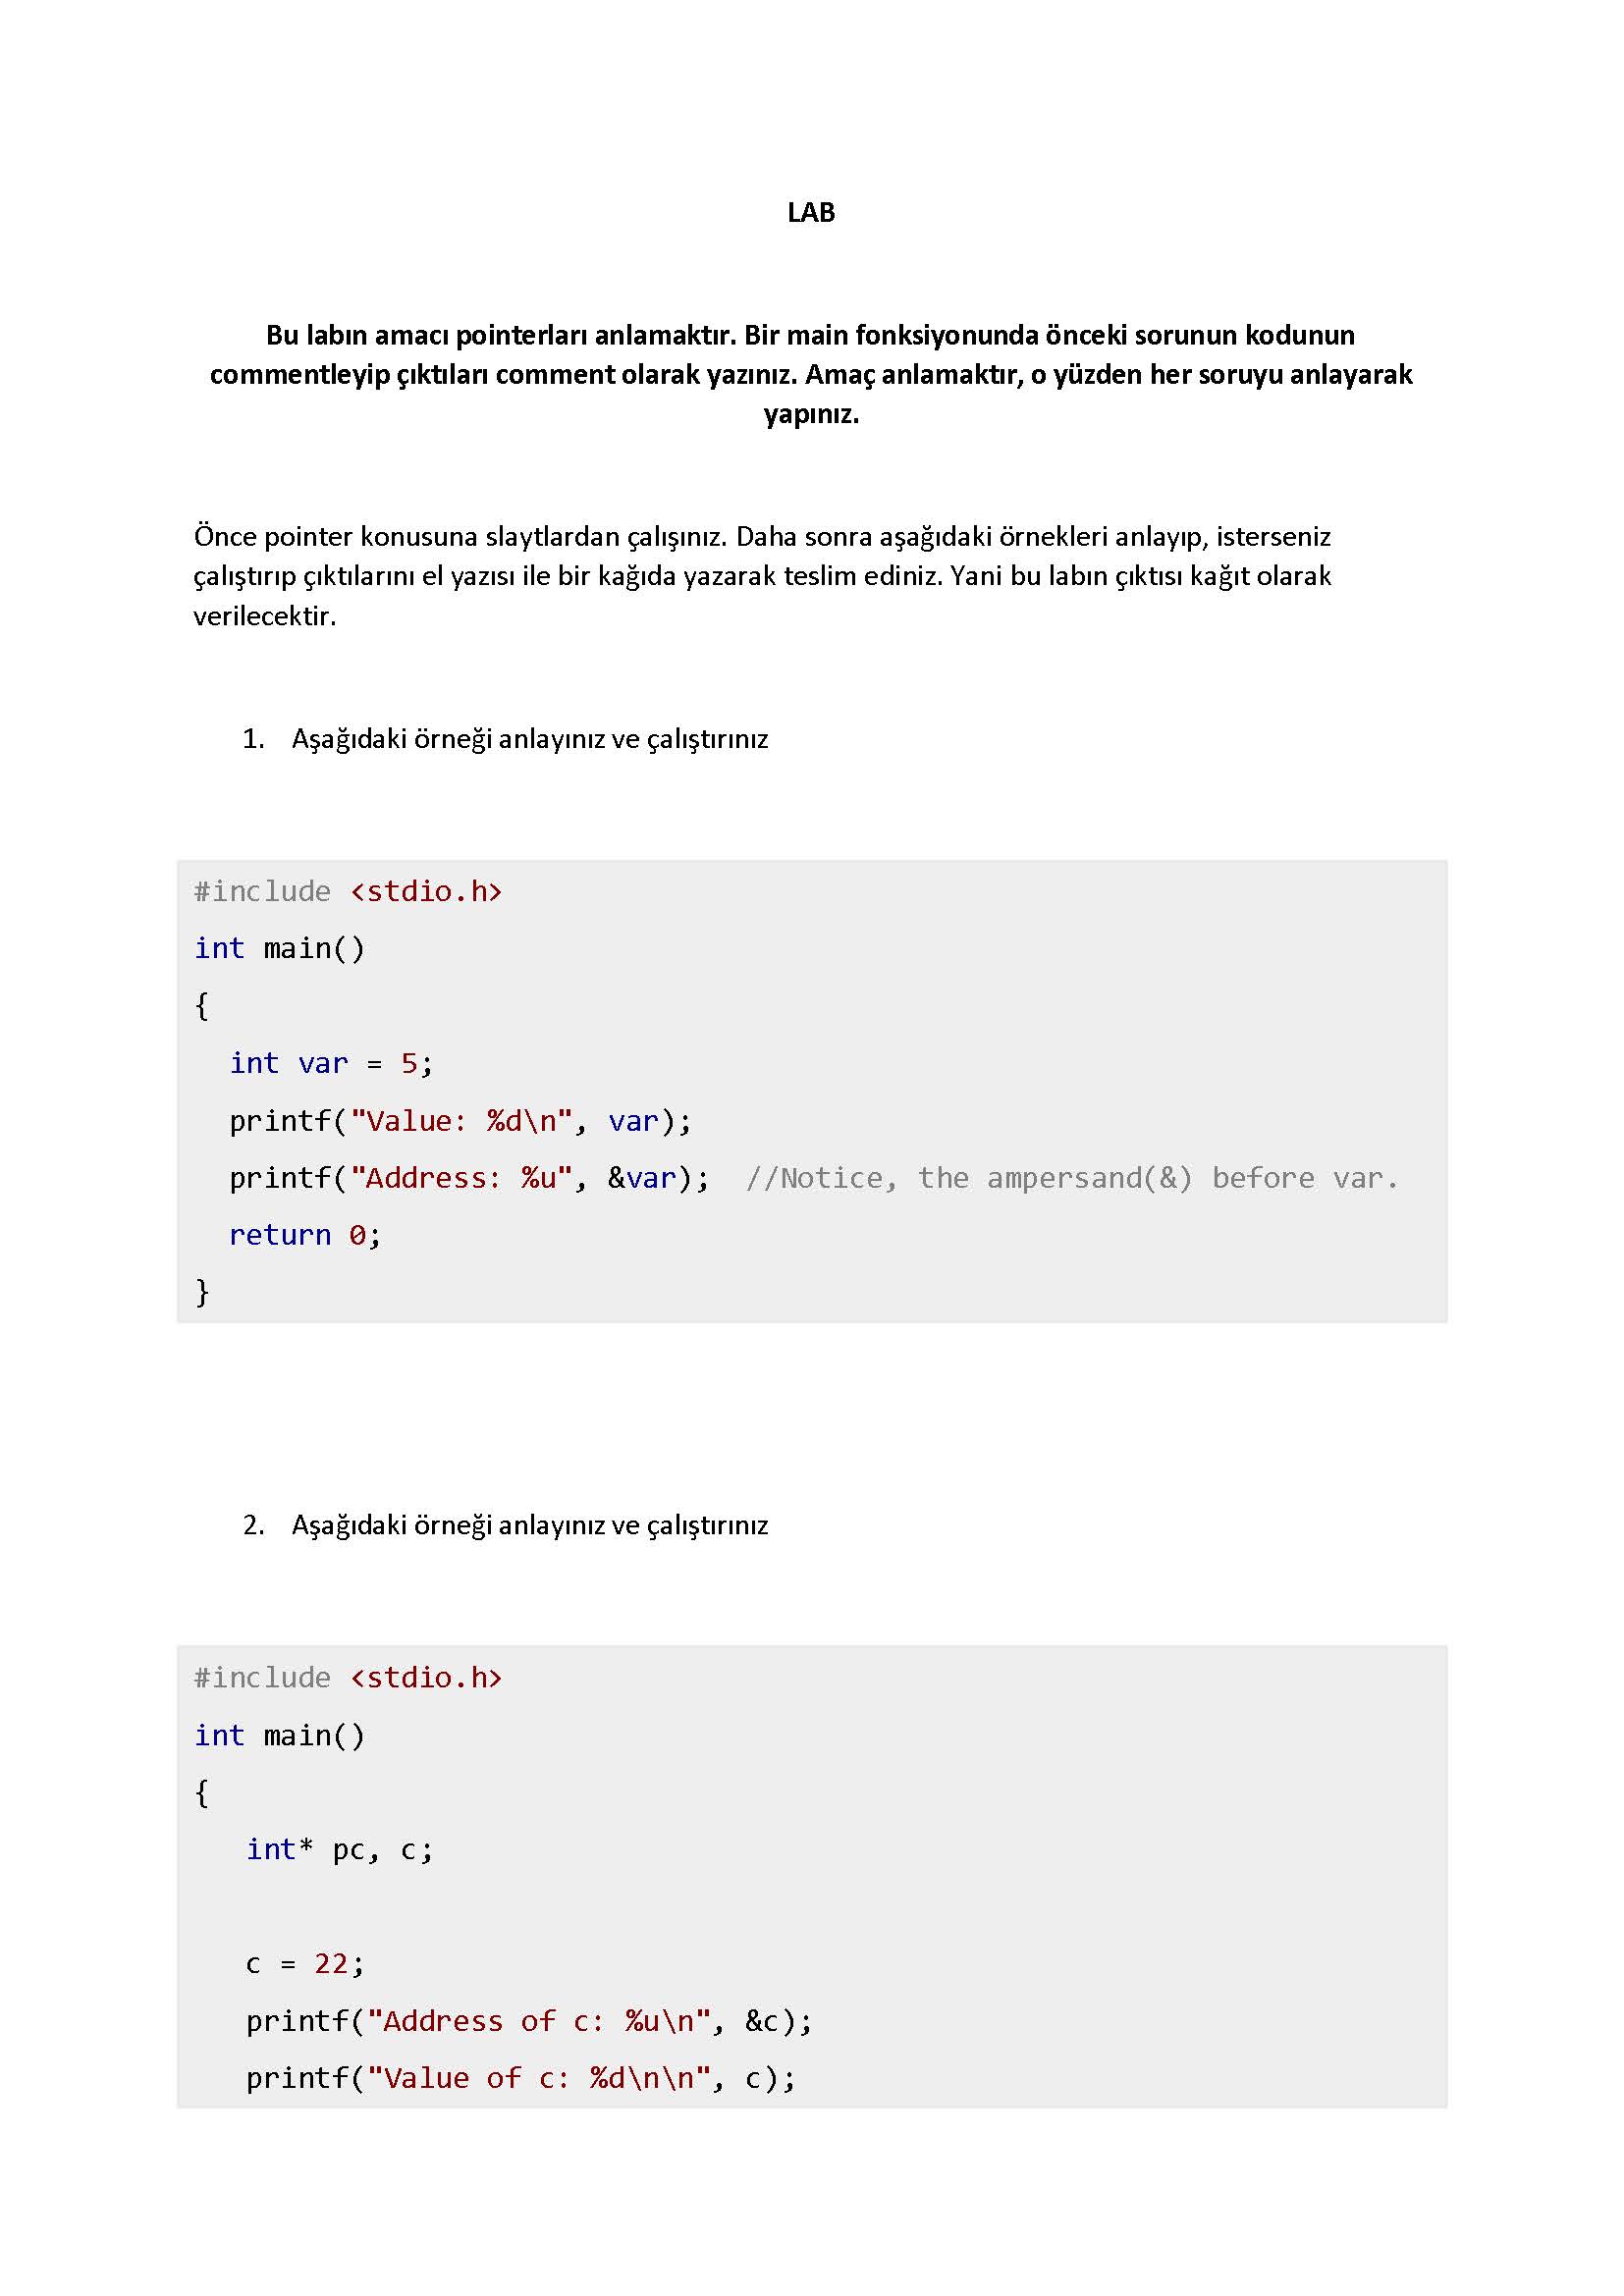 LAB
Bu labın amacı pointerları anlamaktır. Bir main fonksiyonunda önceki sorunun kodunun
commentleyip çıktıları comment olarak yazınız. Amaç anlamaktır, o yüzden her soruyu anlayarak
yapınız.
Önce pointer konusuna slaytlardan çalışınız. Daha sonra aşağıdaki örnekleri anlayıp, isterseniz
çalıştırıp çıktılarını el yazısı ile bir kağıda yazarak teslim ediniz. Yani bu labın çıktısı kağıt olarak
verilecektir.
1. Aşağıdaki örneği anlayınız ve çalıştırınız
#include <stdio.h>
int main()
{
  int var = 5;
  printf("Value: %d\n", var);
  printf("Address: %u", &var);  //Notice, the ampersand(&) before var.
  return 0;
}
2. Aşağıdaki örneği anlayınız ve çalıştırınız
#include <stdio.h>
int main()
{
   int* pc, c;
   c = 22;
   printf("Address of c: %u\n", &c);
   printf("Value of c: %d\n\n", c);